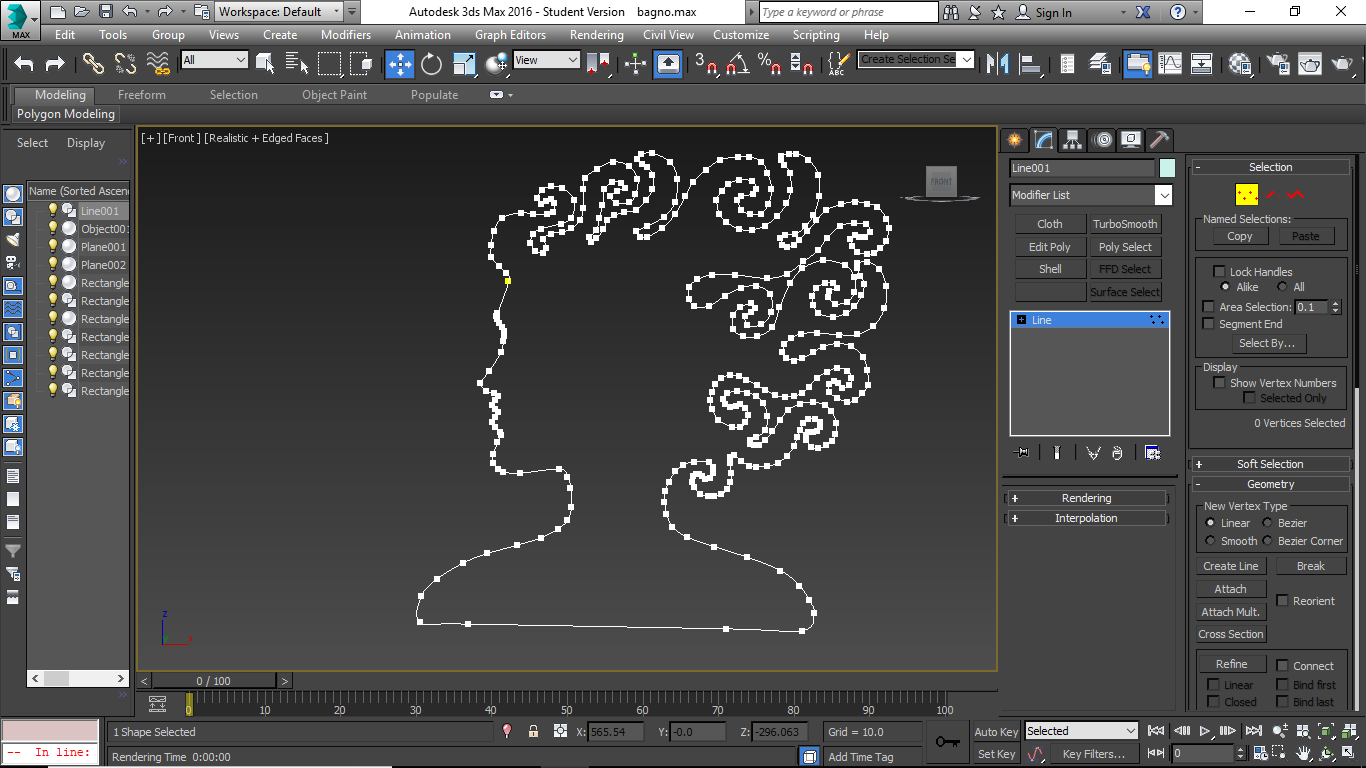 Workspace: Default
Autodesk 3ds Max 2016 - Student Version bagno.max
Type a keyword or phrase
Sign In
MAX
Edit Tools Group Views Create Modifiers Animation Graph Editors Rendering Civil View Customize Scripting Help
All
View
3
ABC
Create Selection Se
Modeling Freeform Selection Object Paint Populate
Polygon Modeling
Select Display
Name (Sorted Ascen
Line001
Object001
Plane001
Plane002
Rectangle
Rectangle
Rectangle
Rectangle
Rectangle
Rectangle
Rectangle
[+] [Front] [Realistic + Edged Faces]
FRONT
z
x
Line001
Modifier List
Cloth TurboSmooth
Edit Poly Poly Select
Shell FFD Select
Surface Select
Line
Rendering
Interpolation
Selection
Named Selections:
Copy Paste
Lock Handles
Alike All
Area Selection: 0.1
Segment End
Select By...
Display
Show Vertex Numbers
Selected Only
0 Vertices Selected
Soft Selection
Geometry
New Vertex Type
Linear Bezier
Smooth Bezier Corner
Create Line Break
Attach
Attach Mult. Reorient
Cross Section
Refine Connect
Linear Bind first
Closed Bind last
0 / 100
0 10 20 30 40 50 60 70 80 90 100
1 Shape Selected
X: 565.54 Y: -0.0 Z: -296.063 Grid = 10.0
Auto Key Selected
-- In line:
Rendering Time 0:00:00
Add Time Tag
Set Key Key Filters...
0